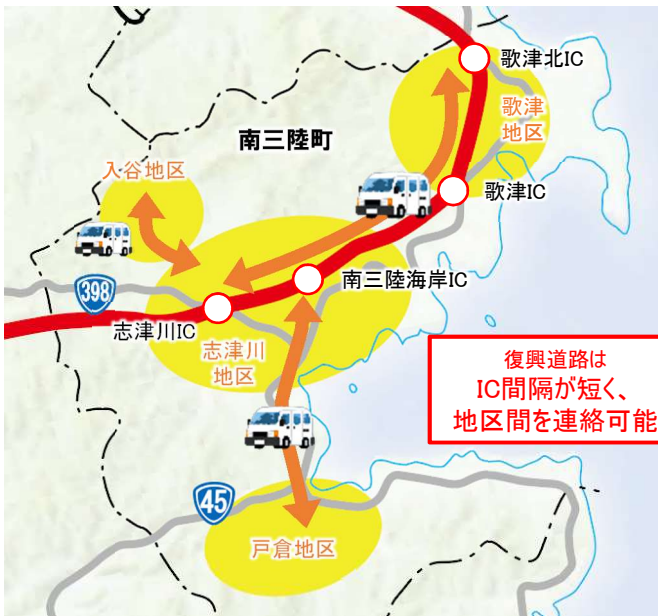 歌津北IC
歌津
地区
南三陸町
入谷地区
歌津IC
南三陸海岸IC
398
志津川IC
志津川
地区
復興道路は
IC間隔が短く、
地区間を連絡可能
45
戸倉地区